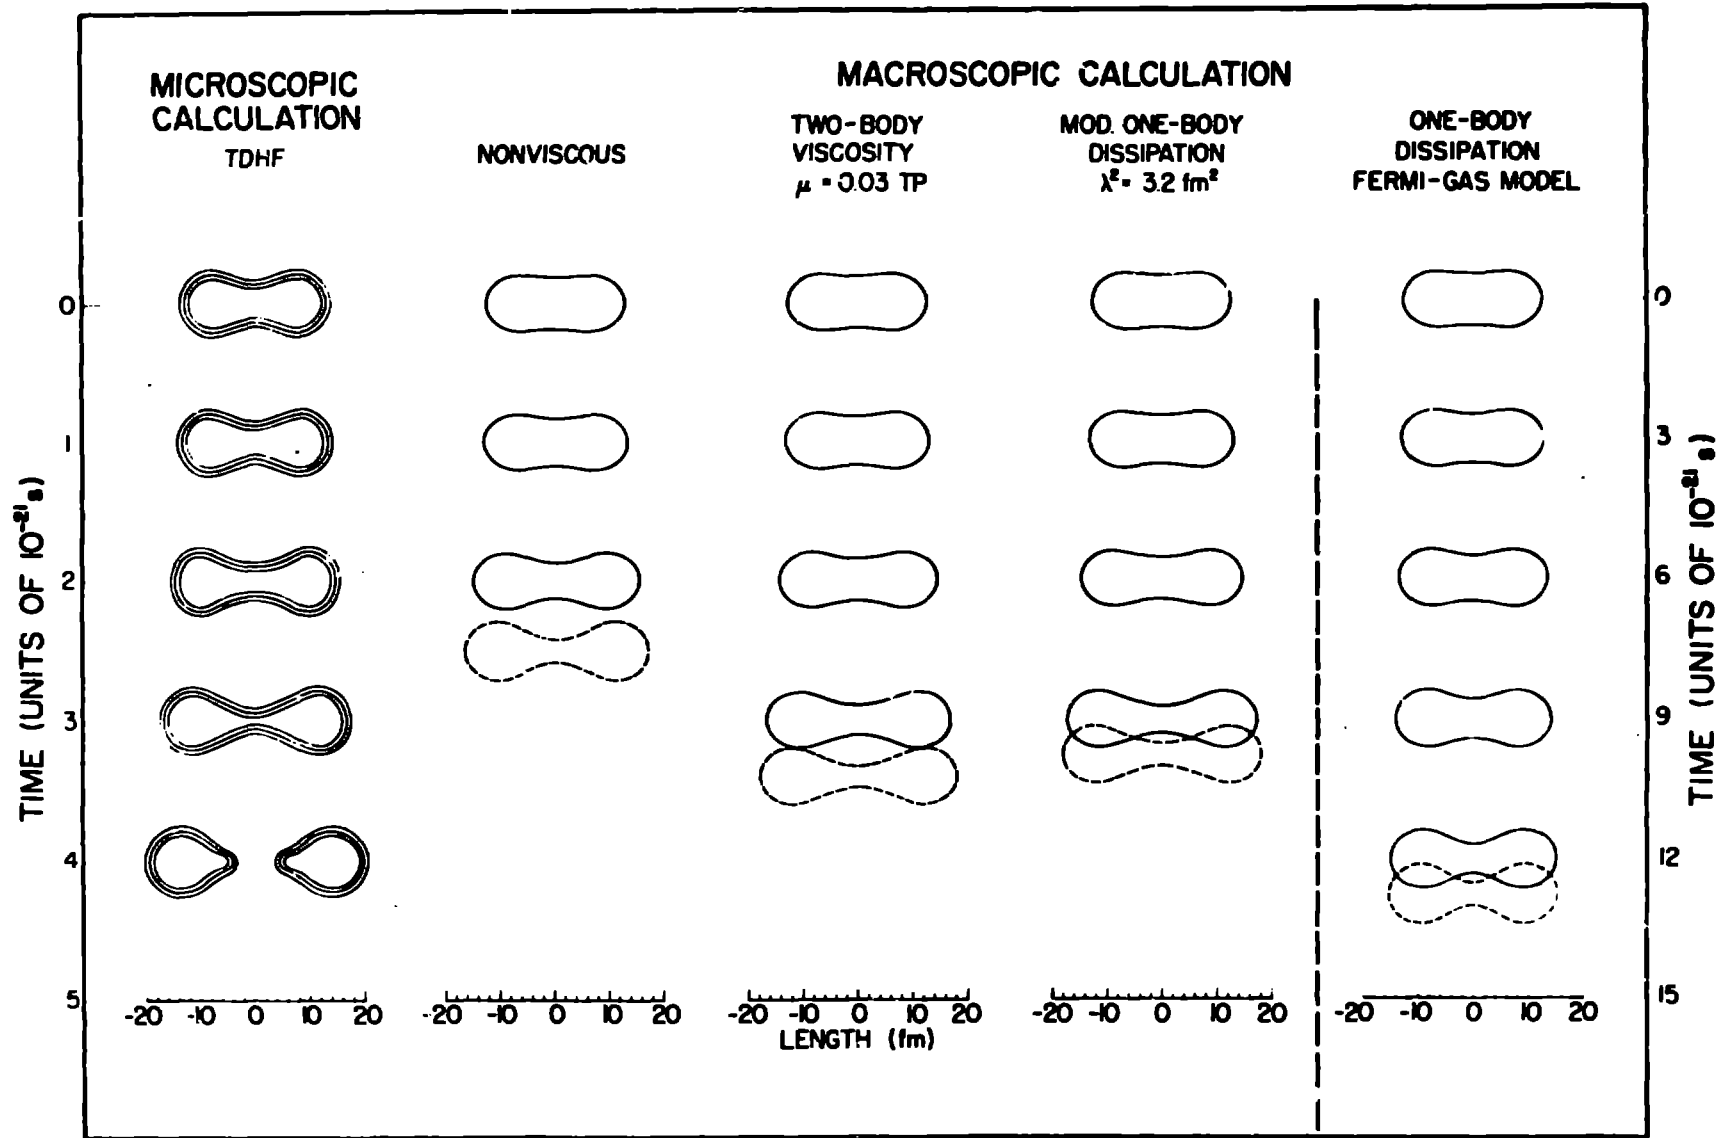 MICROSCOPIC
CALCULATION
TDHF
MACROSCOPIC CALCULATION
NONVISCOUS
TWO-BODY
VISCOSITY
μ = 0.03 TP
MOD. ONE-BODY
DISSIPATION
λ²= 3.2 fm²
ONE-BODY
DISSIPATION
FERMI-GAS MODEL
TIME (UNITS OF 10⁻²¹ s)
0
1
2
3
4
5
0
3
6
9
12
15
TIME (UNITS OF 10⁻²¹ s)
-20 -10 0 10 20
-20 -10 0 10 20
-20 -10 0 10 20
-20 -10 0 10 20
-20 -10 0 10 20
LENGTH (fm)